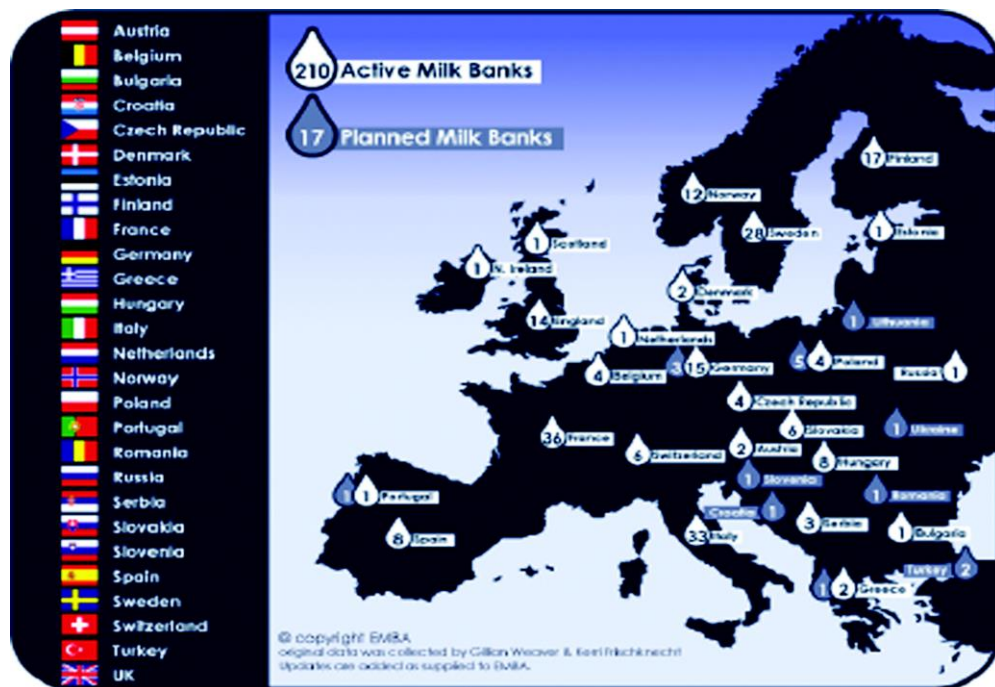 Austria
Belgium
Bulgaria
Croatia
Czech Republic
Denmark
Estonia
Finland
France
Germany
Greece
Hungary
Italy
Netherlands
Norway
Poland
Portugal
Romania
Russia
Serbia
Slovakia
Slovenia
Spain
Sweden
Switzerland
Turkey
UK
210 Active Milk Banks
17 Planned Milk Banks
17 Finland
12 Norway
28 Sweden
1 Estonia
1 Scotland
1 N. Ireland
2 Denmark
14 England
1 Lithuania
1 Netherlands
4 Belgium
3 15 Germany
5 4 Poland
Russia 1
4 Czech Republic
36 France
6 Slovakia
1 Ukraine
6 Switzerland
2 Austria
8 Hungary
1 Slovenia
1 1 Portugal
1 Romania
Croatia 1
8 Spain
33 Italy
3 Serbia
1 Bulgaria
Turkey 2
1 2 Greece
© copyright EMBA
original data was collected by Gillian Weaver & Kerri Frischknecht
Updates are added as supplied to EMBA.